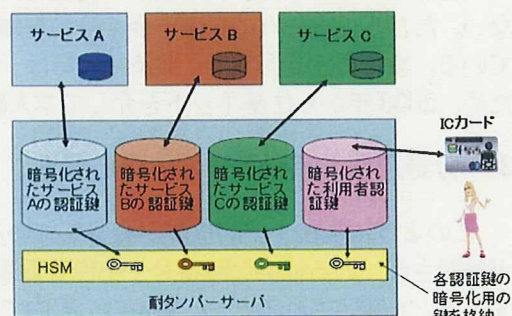 サービス A
サービス B
サービス C
ICカード
暗号化され
たサービス
Aの認証鍵
暗号化され
たサービス
Bの認証鍵
暗号化され
たサービス
Cの認証鍵
暗号化され
た利用者認
証鍵
HSM
耐タンパーサーバ
各認証鍵の
暗号化用の
鍵を格納